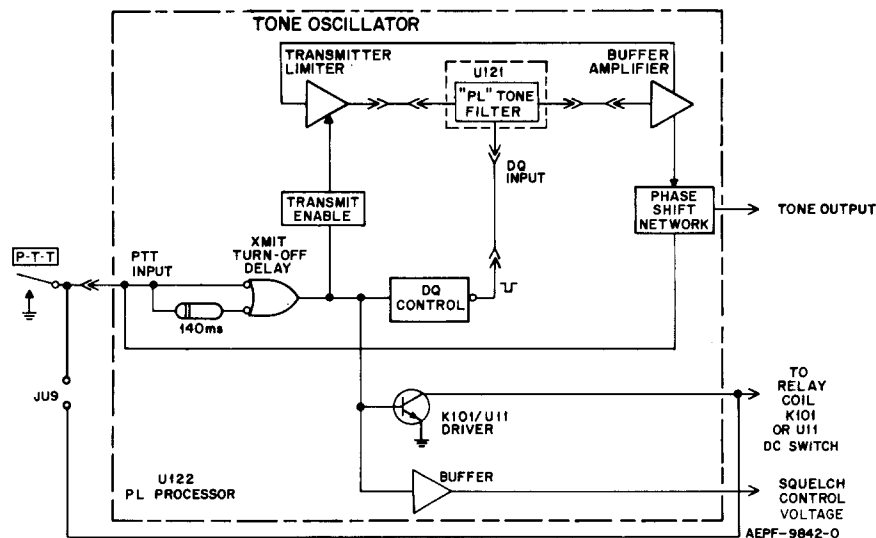 TONE OSCILLATOR
TRANSMITTER
LIMITER
U121
"PL" TONE
FILTER
BUFFER
AMPLIFIER
DQ
INPUT
TRANSMIT
ENABLE
PHASE
SHIFT
NETWORK
TONE OUTPUT
P-T-T
PTT
INPUT
XMIT
TURN-OFF
DELAY
140ms
DQ
CONTROL
JU9
K101/U11
DRIVER
TO
RELAY
COIL
K101
OR U11
DC SWITCH
U122
PL PROCESSOR
BUFFER
SQUELCH
CONTROL
VOLTAGE
AEPF-9842-O